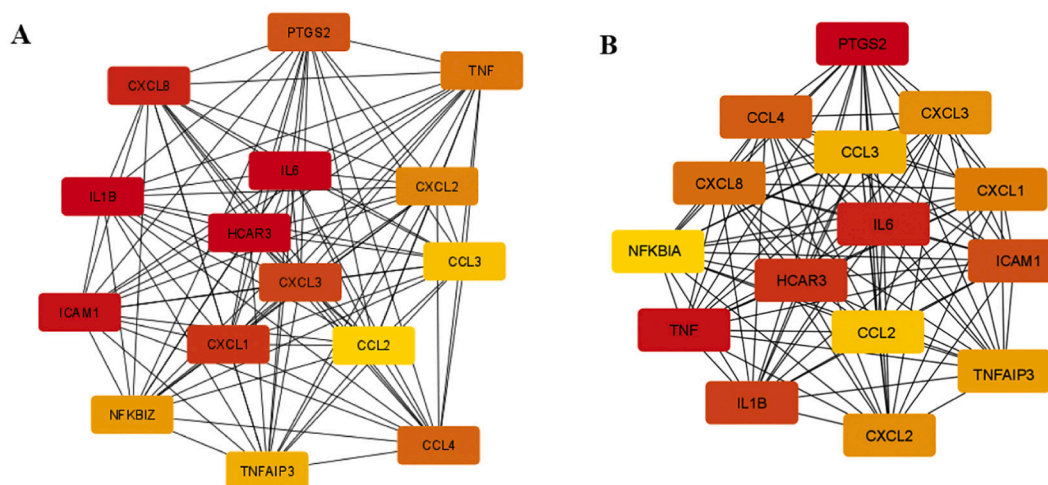 A
PTGS2
TNF
CXCL8
IL6
IL1B
CXCL2
HCAR3
CCL3
CXCL3
ICAM1
CXCL1
CCL2
NFKBIZ
CCL4
TNFAIP3
B
PTGS2
CCL4
CXCL3
CCL3
CXCL8
CXCL1
IL6
NFKBIA
ICAM1
HCAR3
TNF
CCL2
TNFAIP3
IL1B
CXCL2